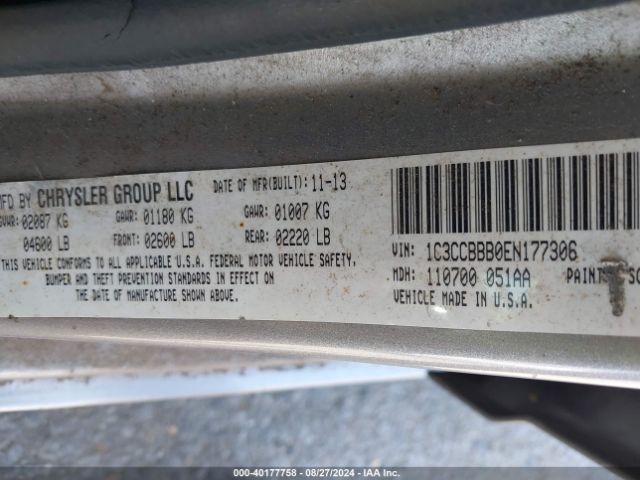 MFD BY CHRYSLER GROUP LLC DATE OF MFR(BUILT): 11-13
GVWR: 02087 KG GAWR: 01180 KG GAWR: 01007 KG
04600 LB FRONT: 02600 LB REAR: 02220 LB
THIS VEHICLE CONFORMS TO ALL APPLICABLE U.S.A. FEDERAL MOTOR VEHICLE SAFETY,
BUMPER AND THEFT PREVENTION STANDARDS IN EFFECT ON
THE DATE OF MANUFACTURE SHOWN ABOVE.
VIN: 1C3CCBBB0EN177306
MDH: 110700 051AA PAINT: SC
VEHICLE MADE IN U.S.A.
000-40177758 - 08/27/2024 - IAA